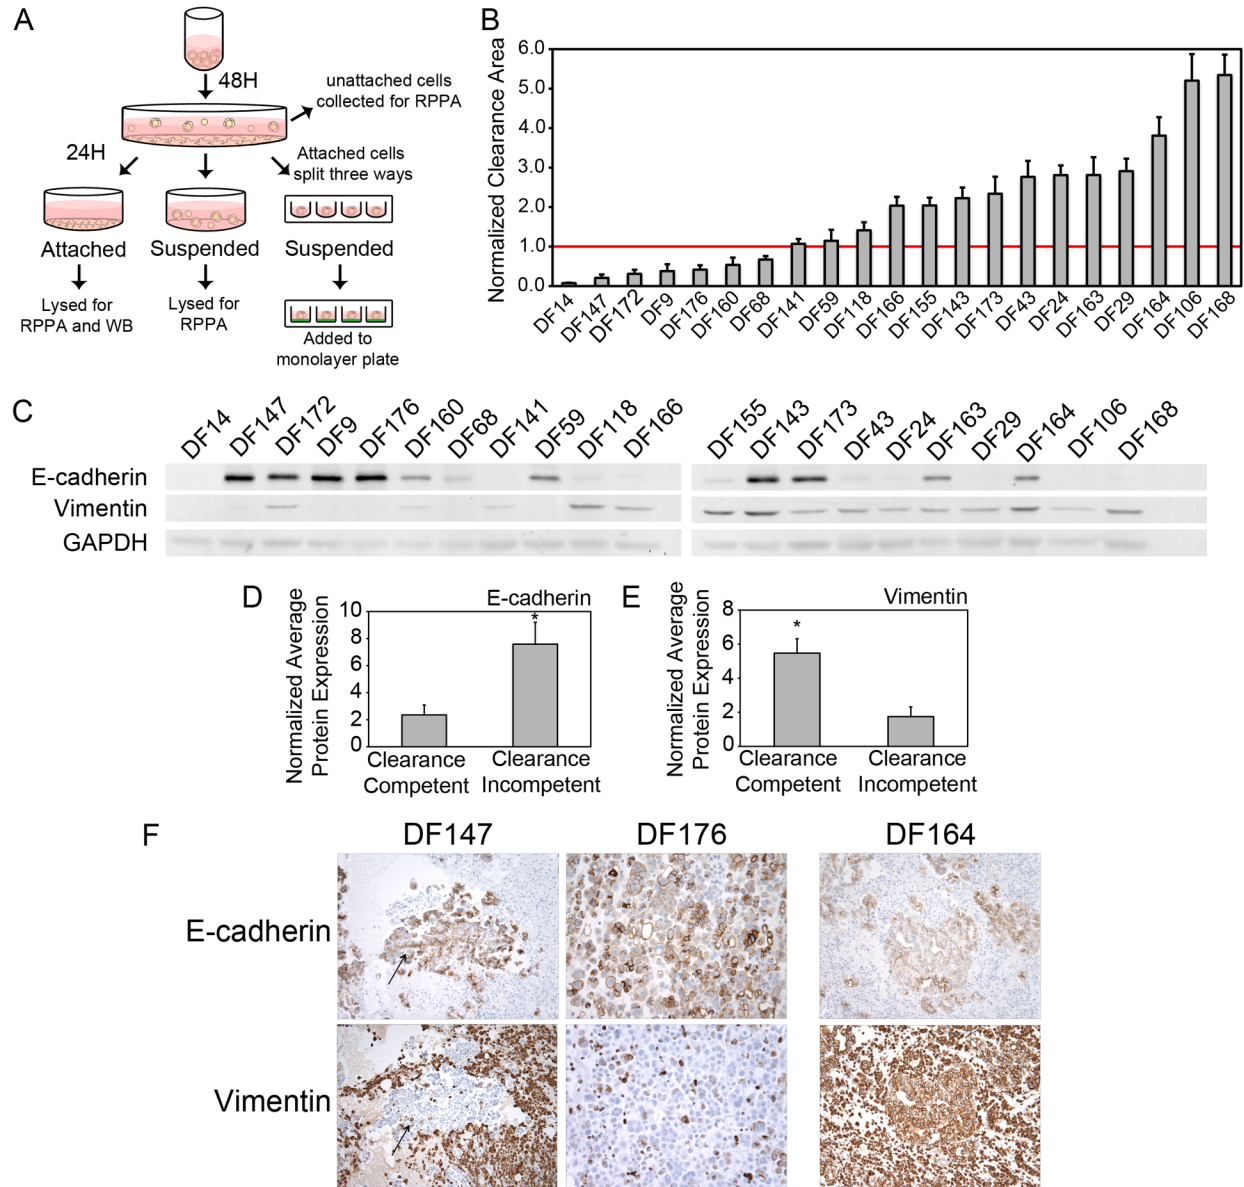 A
48H
unattached cells
collected for RPPA
24H
Attached cells
split three ways
Attached
Suspended
Suspended
Lysed for
RPPA and WB
Lysed for
RPPA
Added to
monolayer plate
B
Normalized Clearance Area
6.0
5.0
4.0
3.0
2.0
1.0
0.0
DF14
DF147
DF172
DF9
DF176
DF160
DF68
DF141
DF59
DF118
DF166
DF155
DF143
DF173
DF43
DF24
DF163
DF29
DF164
DF106
DF168
C
DF14
DF147
DF172
DF9
DF176
DF160
DF68
DF141
DF59
DF118
DF166
DF155
DF143
DF173
DF43
DF24
DF163
DF29
DF164
DF106
DF168
E-cadherin
Vimentin
GAPDH
D
E-cadherin
Normalized Average
Protein Expression
10
8
6
4
2
0
*
Clearance
Competent
Clearance
Incompetent
E
Vimentin
Normalized Average
Protein Expression
8
6
4
2
0
*
Clearance
Competent
Clearance
Incompetent
F
DF147
DF176
DF164
E-cadherin
Vimentin